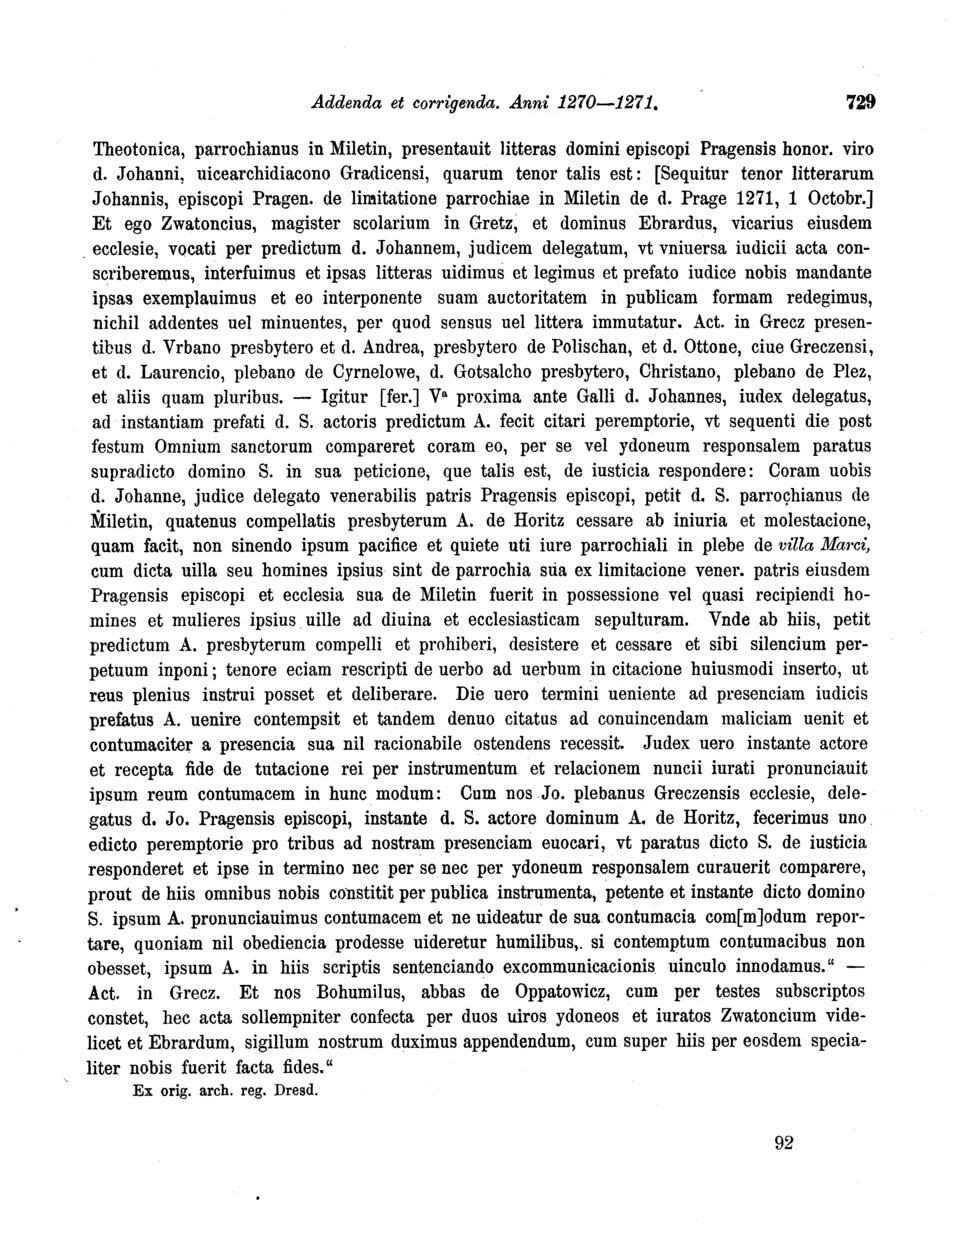 Addenda et corrigenda. Anni 1270—1271. 729
Theotonica, parrochianus in Miletin, presentauit litteras domini episcopi Pragensis honor. viro
d. Johanni, uicearchidiacono Gradicensi, quarum tenor talis est: [Sequitur tenor litterarum
Johannis, episcopi Pragen. de limitatione parrochiae in Miletin de d. Prage 1271, 1 Octobr.]
Et ego Zwatoncius, magister scolarium in Gretz, et dominus Ebrardus, vicarius eiusdem
ecclesie, vocati per predictum d. Johannem, judicem delegatum, vt vniuersa iudicii acta con-
scriberemus, interfuimus et ipsas litteras uidimus et legimus et prefato iudice nobis mandante
ipsas exemplauimus et eo interponente suam auctoritatem in publicam formam redegimus,
nichil addentes uel minuentes, per quod sensus uel littera immutatur. Act. in Grecz presen-
tibus d. Vrbano presbytero et d. Andrea, presbytero de Polischan, et d. Ottone, ciue Greczensi,
et d. Laurencio, plebano de Cyrnelowe, d. Gotsalcho presbytero, Christano, plebano de Plez,
et aliis quam pluribus. — Igitur [fer.] Vª proxima ante Galli d. Johannes, iudex delegatus,
ad instantiam prefati d. S. actoris predictum A. fecit citari peremptorie, vt sequenti die post
festum Omnium sanctorum compareret coram eo, per se vel ydoneum responsalem paratus
supradicto domino S. in sua peticione, que talis est, de iusticia respondere: Coram uobis
d. Johanne, judice delegato venerabilis patris Pragensis episcopi, petit d. S. parrochianus de
Miletin, quatenus compellatis presbyterum A. de Horitz cessare ab iniuria et molestacione,
quam facit, non sinendo ipsum pacifice et quiete uti iure parrochiali in plebe de villa Marci,
cum dicta uilla seu homines ipsius sint de parrochia sua ex limitacione vener. patris eiusdem
Pragensis episcopi et ecclesia sua de Miletin fuerit in possessione vel quasi recipiendi ho-
mines et mulieres ipsius uille ad diuina et ecclesiasticam sepulturam. Vnde ab hiis, petit
predictum A. presbyterum compelli et prohiberi, desistere et cessare et sibi silencium per-
petuum inponi; tenore eciam rescripti de uerbo ad uerbum in citacione huiusmodi inserto, ut
reus plenius instrui posset et deliberare. Die uero termini ueniente ad presenciam iudicis
prefatus A. uenire contempsit et tandem denuo citatus ad conuincendam maliciam uenit et
contumaciter a presencia sua nil racionabile ostendens recessit. Judex uero instante actore
et recepta fide de tutacione rei per instrumentum et relacionem nuncii iurati pronunciauit
ipsum reum contumacem in hunc modum: Cum nos Jo. plebanus Greczensis ecclesie, dele-
gatus d. Jo. Pragensis episcopi, instante d. S. actore dominum A. de Horitz, fecerimus uno
edicto peremptorie pro tribus ad nostram presenciam euocari, vt paratus dicto S. de iusticia
responderet et ipse in termino nec per se nec per ydoneum responsalem curauerit comparere,
prout de hiis omnibus nobis constitit per publica instrumenta, petente et instante dicto domino
S. ipsum A. pronunciauimus contumacem et ne uideatur de sua contumacia com[m]odum repor-
tare, quoniam nil obediencia prodesse uideretur humilibus, si contemptum contumacibus non
obesset, ipsum A. in hiis scriptis sentenciando excommunicacionis uinculo innodamus.“ —
Act. in Grecz. Et nos Bohumilus, abbas de Oppatowicz, cum per testes subscriptos
constet, hec acta sollempniter confecta per duos uiros ydoneos et iuratos Zwatoncium vide-
licet et Ebrardum, sigillum nostrum duximus appendendum, cum super hiis per eosdem specia-
liter nobis fuerit facta fides.“
Ex orig. arch. reg. Dresd.
92